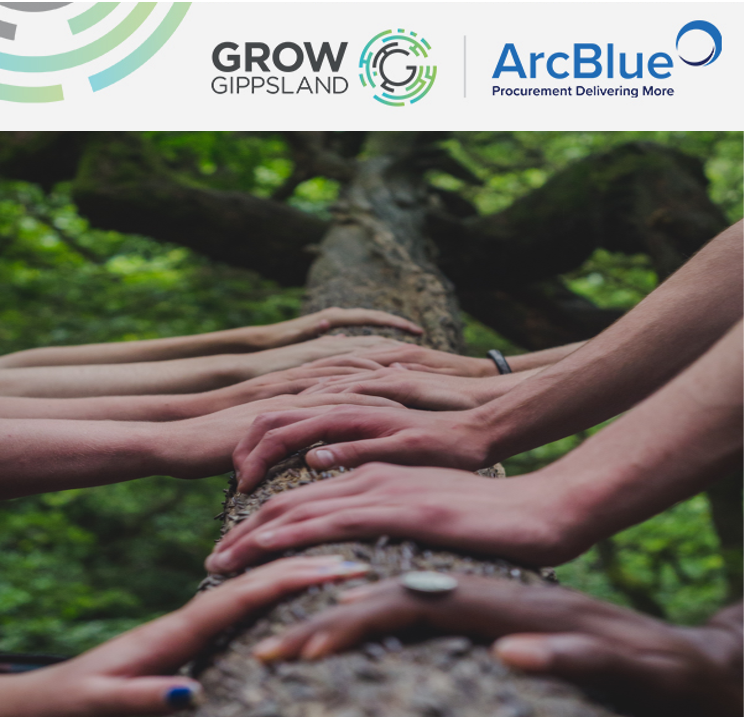 GROW
GIPPSLAND
ArcBlue
Procurement Delivering More